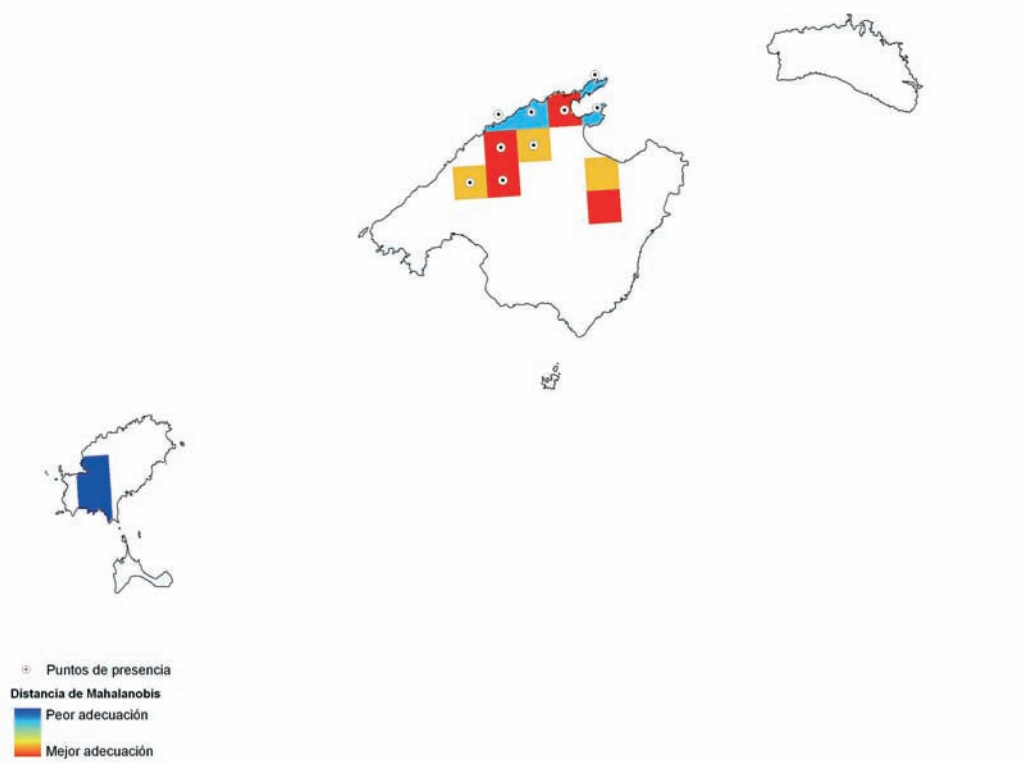 Puntos de presencia
Distancia de Mahalanobis
Peor adecuación
Mejor adecuación